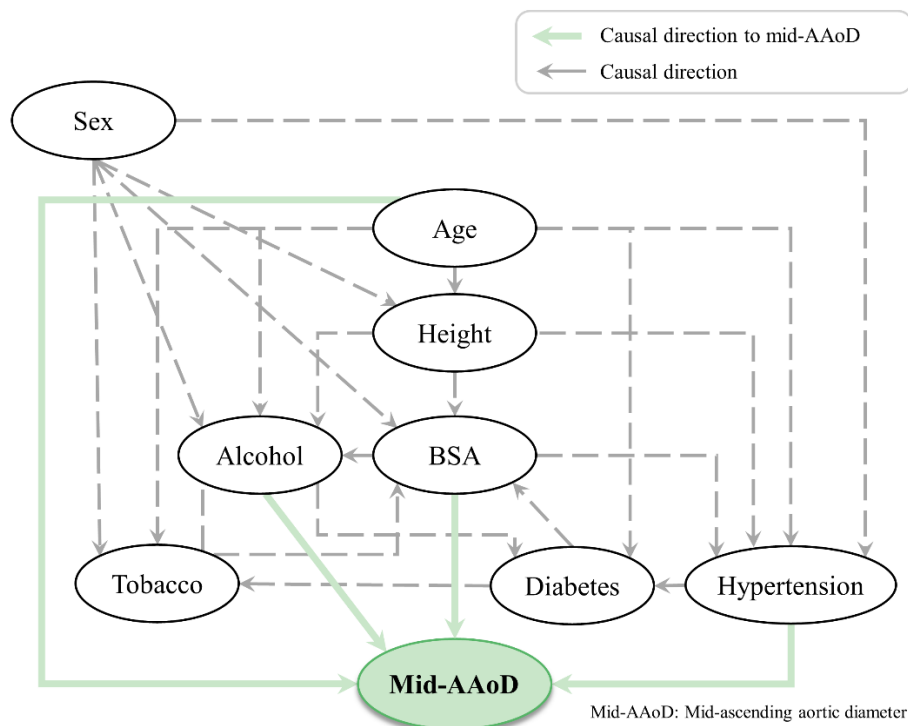 Causal direction to mid-AAoD
Causal direction
Sex
Age
Height
Alcohol
BSA
Tobacco
Diabetes
Hypertension
Mid-AAoD
Mid-AAoD: Mid-ascending aortic diameter